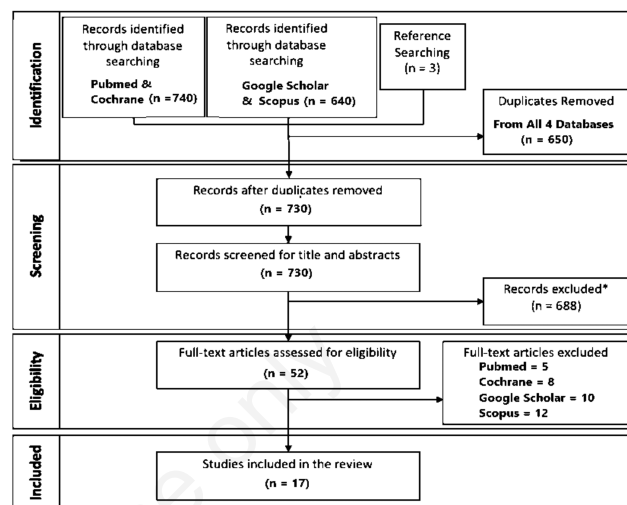 Identification
Records identified
through database
searching
Pubmed &
Cochrane (n =740)
Records identified
through database
searching
Google Scholar
& Scopus (n = 640)
Reference
Searching
(n = 3)
Duplicates Removed
From All 4 Databases
(n = 650)
Screening
Records after duplicates removed
(n = 730)
Records screened for title and abstracts
(n = 730)
Records excluded*
(n = 688)
Eligibility
Full-text articles assessed for eligibility
(n = 52)
Full-text articles excluded
Pubmed = 5
Cochrane = 8
Google Scholar = 10
Scopus = 12
Included
Studies included in the review
(n = 17)
only